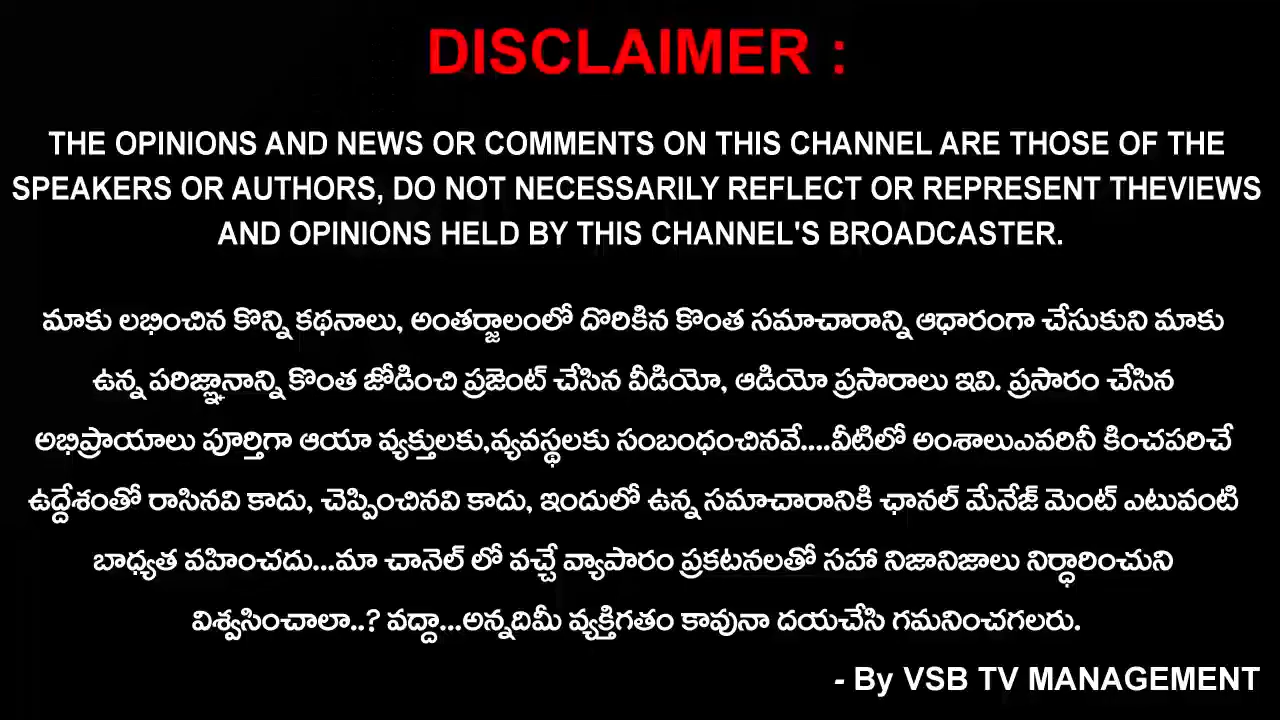 DISCLAIMER :
THE OPINIONS AND NEWS OR COMMENTS ON THIS CHANNEL ARE THOSE OF THE
SPEAKERS OR AUTHORS, DO NOT NECESSARILY REFLECT OR REPRESENT THEVIEWS
AND OPINIONS HELD BY THIS CHANNEL'S BROADCASTER.
మాకు లభించిన కొన్ని కథనాలు, అంతర్జాలంలో దొరికిన కొంత సమాచారాన్ని ఆధారంగా చేసుకుని మాకు
ఉన్న పరిజ్ఞానాన్ని కొంత జోడించి ప్రజెంట్ చేసిన వీడియో, ఆడియో ప్రసారాలు ఇవి. ప్రసారం చేసిన
అభిప్రాయాలు పూర్తిగా ఆయా వ్యక్తులకు,వ్యవస్థలకు సంబంధంచినవే....వీటిలో అంశాలుఎవరినీ కించపరిచే
ఉద్దేశంతో రాసినవి కాదు, చెప్పించినవి కాదు, ఇందులో ఉన్న సమాచారానికి ఛానల్ మేనేజ్ మెంట్ ఎటువంటి
బాధ్యత వహించదు...మా చానెల్ లో వచ్చే వ్యాపారం ప్రకటనలతో సహా నిజానిజాలు నిర్ధారించుని
విశ్వసించాలా..? వద్దా...అన్నదిమీ వ్యక్తిగతం కావునా దయచేసి గమనించగలరు.
- By VSB TV MANAGEMENT